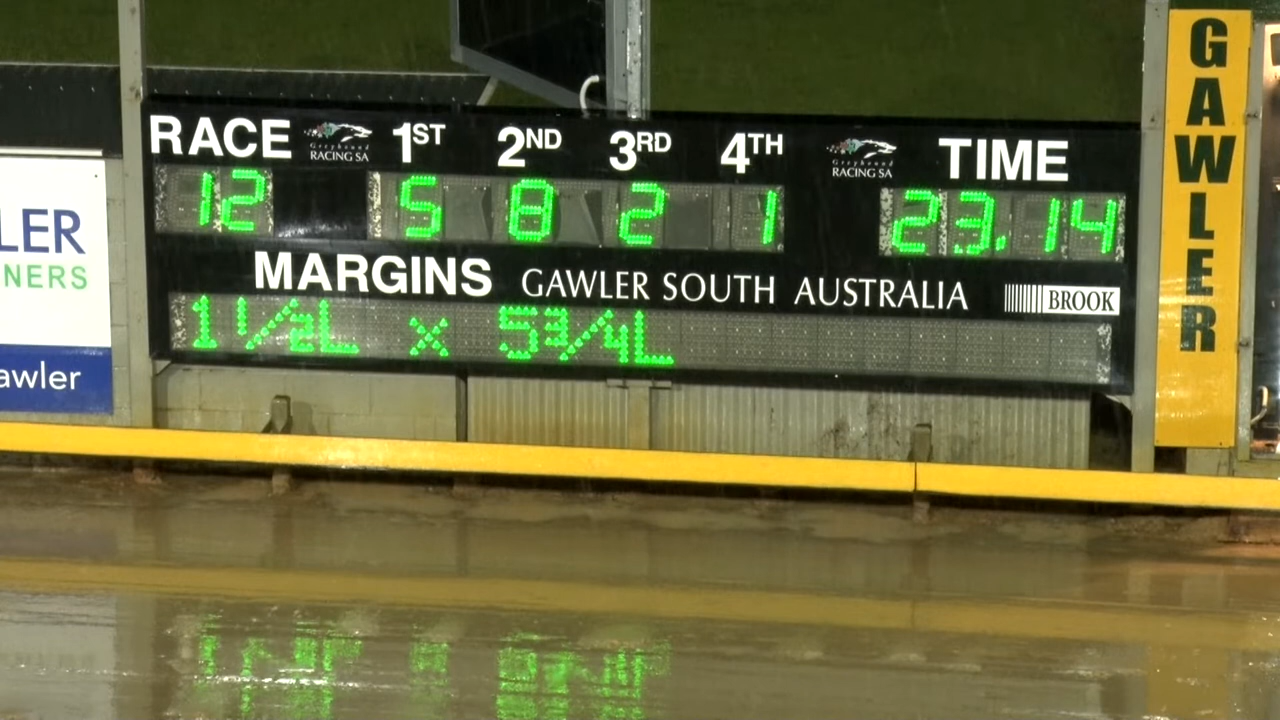 RACE
Greyhound
RACING SA
1ST 2ND 3RD 4TH
Greyhound
RACING SA
TIME
12 5 8 2 1 23.14
MARGINS GAWLER SOUTH AUSTRALIA BROOK
1 1/2L x 5 3/4L
GAWLER
LER
NERS
awler